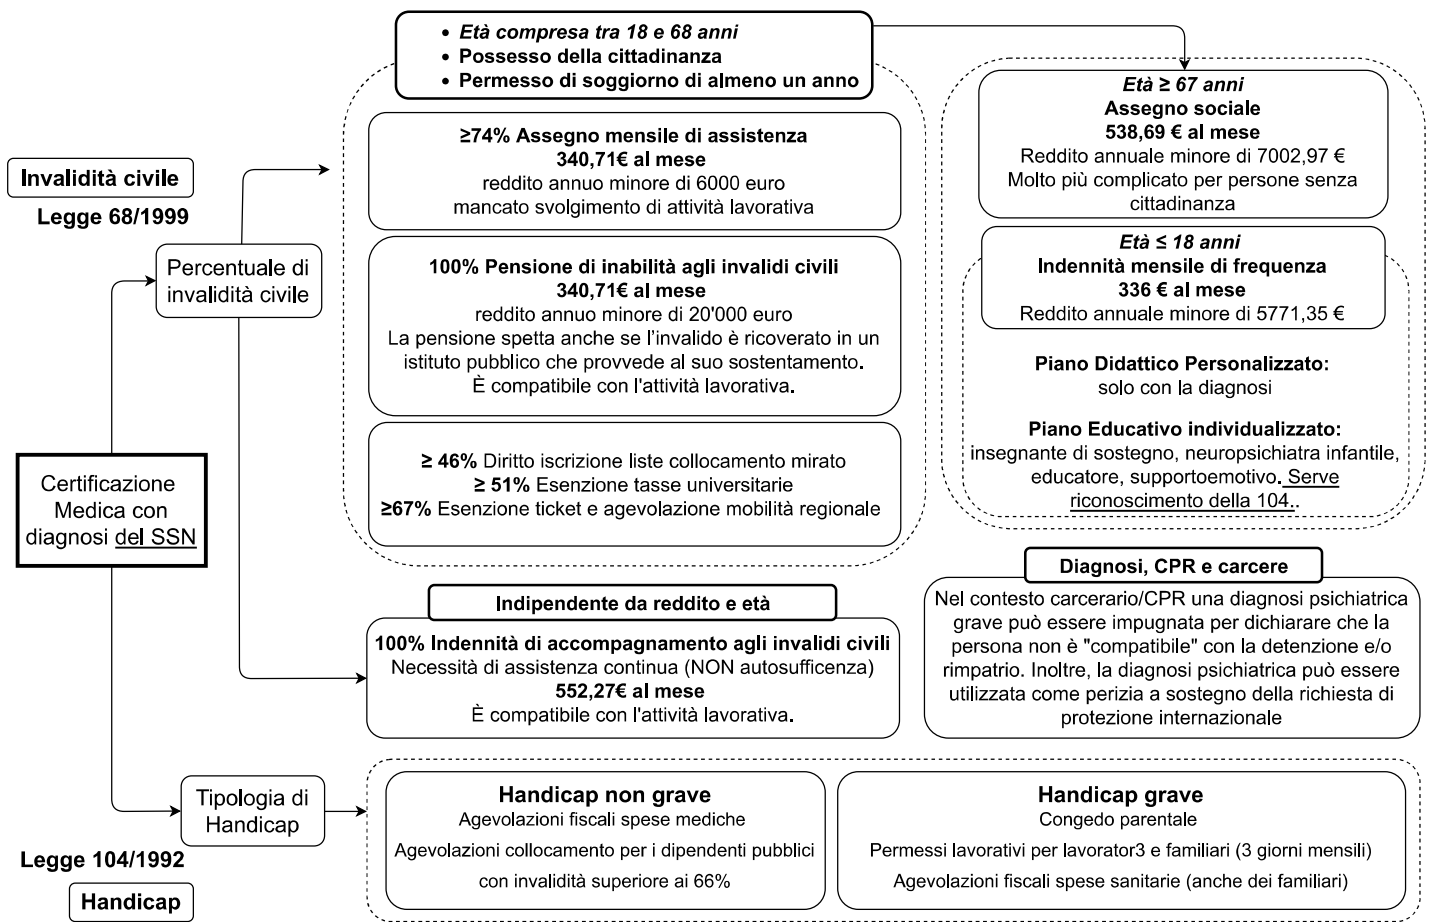 • Età compresa tra 18 e 68 anni
• Possesso della cittadinanza
• Permesso di soggiorno di almeno un anno
Invalidità civile
Legge 68/1999
Percentuale di
invalidità civile
Certificazione
Medica con
diagnosi del SSN
≥74% Assegno mensile di assistenza
340,71€ al mese
reddito annuo minore di 6000 euro
mancato svolgimento di attività lavorativa
100% Pensione di inabilità agli invalidi civili
340,71€ al mese
reddito annuo minore di 20'000 euro
La pensione spetta anche se l'invalido è ricoverato in un
istituto pubblico che provvede al suo sostentamento.
È compatibile con l'attività lavorativa.
≥ 46% Diritto iscrizione liste collocamento mirato
≥ 51% Esenzione tasse universitarie
≥67% Esenzione ticket e agevolazione mobilità regionale
Età ≥ 67 anni
Assegno sociale
538,69 € al mese
Reddito annuale minore di 7002,97 €
Molto più complicato per persone senza
cittadinanza
Età ≤ 18 anni
Indennità mensile di frequenza
336 € al mese
Reddito annuale minore di 5771,35 €
Piano Didattico Personalizzato:
solo con la diagnosi
Piano Educativo individualizzato:
insegnante di sostegno, neuropsichiatra infantile,
educatore, supportoemotivo. Serve
riconoscimento della 104..
Indipendente da reddito e età
100% Indennità di accompagnamento agli invalidi civili
Necessità di assistenza continua (NON autosufficenza)
552,27€ al mese
È compatibile con l'attività lavorativa.
Diagnosi, CPR e carcere
Nel contesto carcerario/CPR una diagnosi psichiatrica
grave può essere impugnata per dichiarare che la
persona non è "compatibile" con la detenzione e/o
rimpatrio. Inoltre, la diagnosi psichiatrica può essere
utilizzata come perizia a sostegno della richiesta di
protezione internazionale
Tipologia di
Handicap
Legge 104/1992
Handicap
Handicap non grave
Agevolazioni fiscali spese mediche
Agevolazioni collocamento per i dipendenti pubblici
con invalidità superiore ai 66%
Handicap grave
Congedo parentale
Permessi lavorativi per lavorator3 e familiari (3 giorni mensili)
Agevolazioni fiscali spese sanitarie (anche dei familiari)